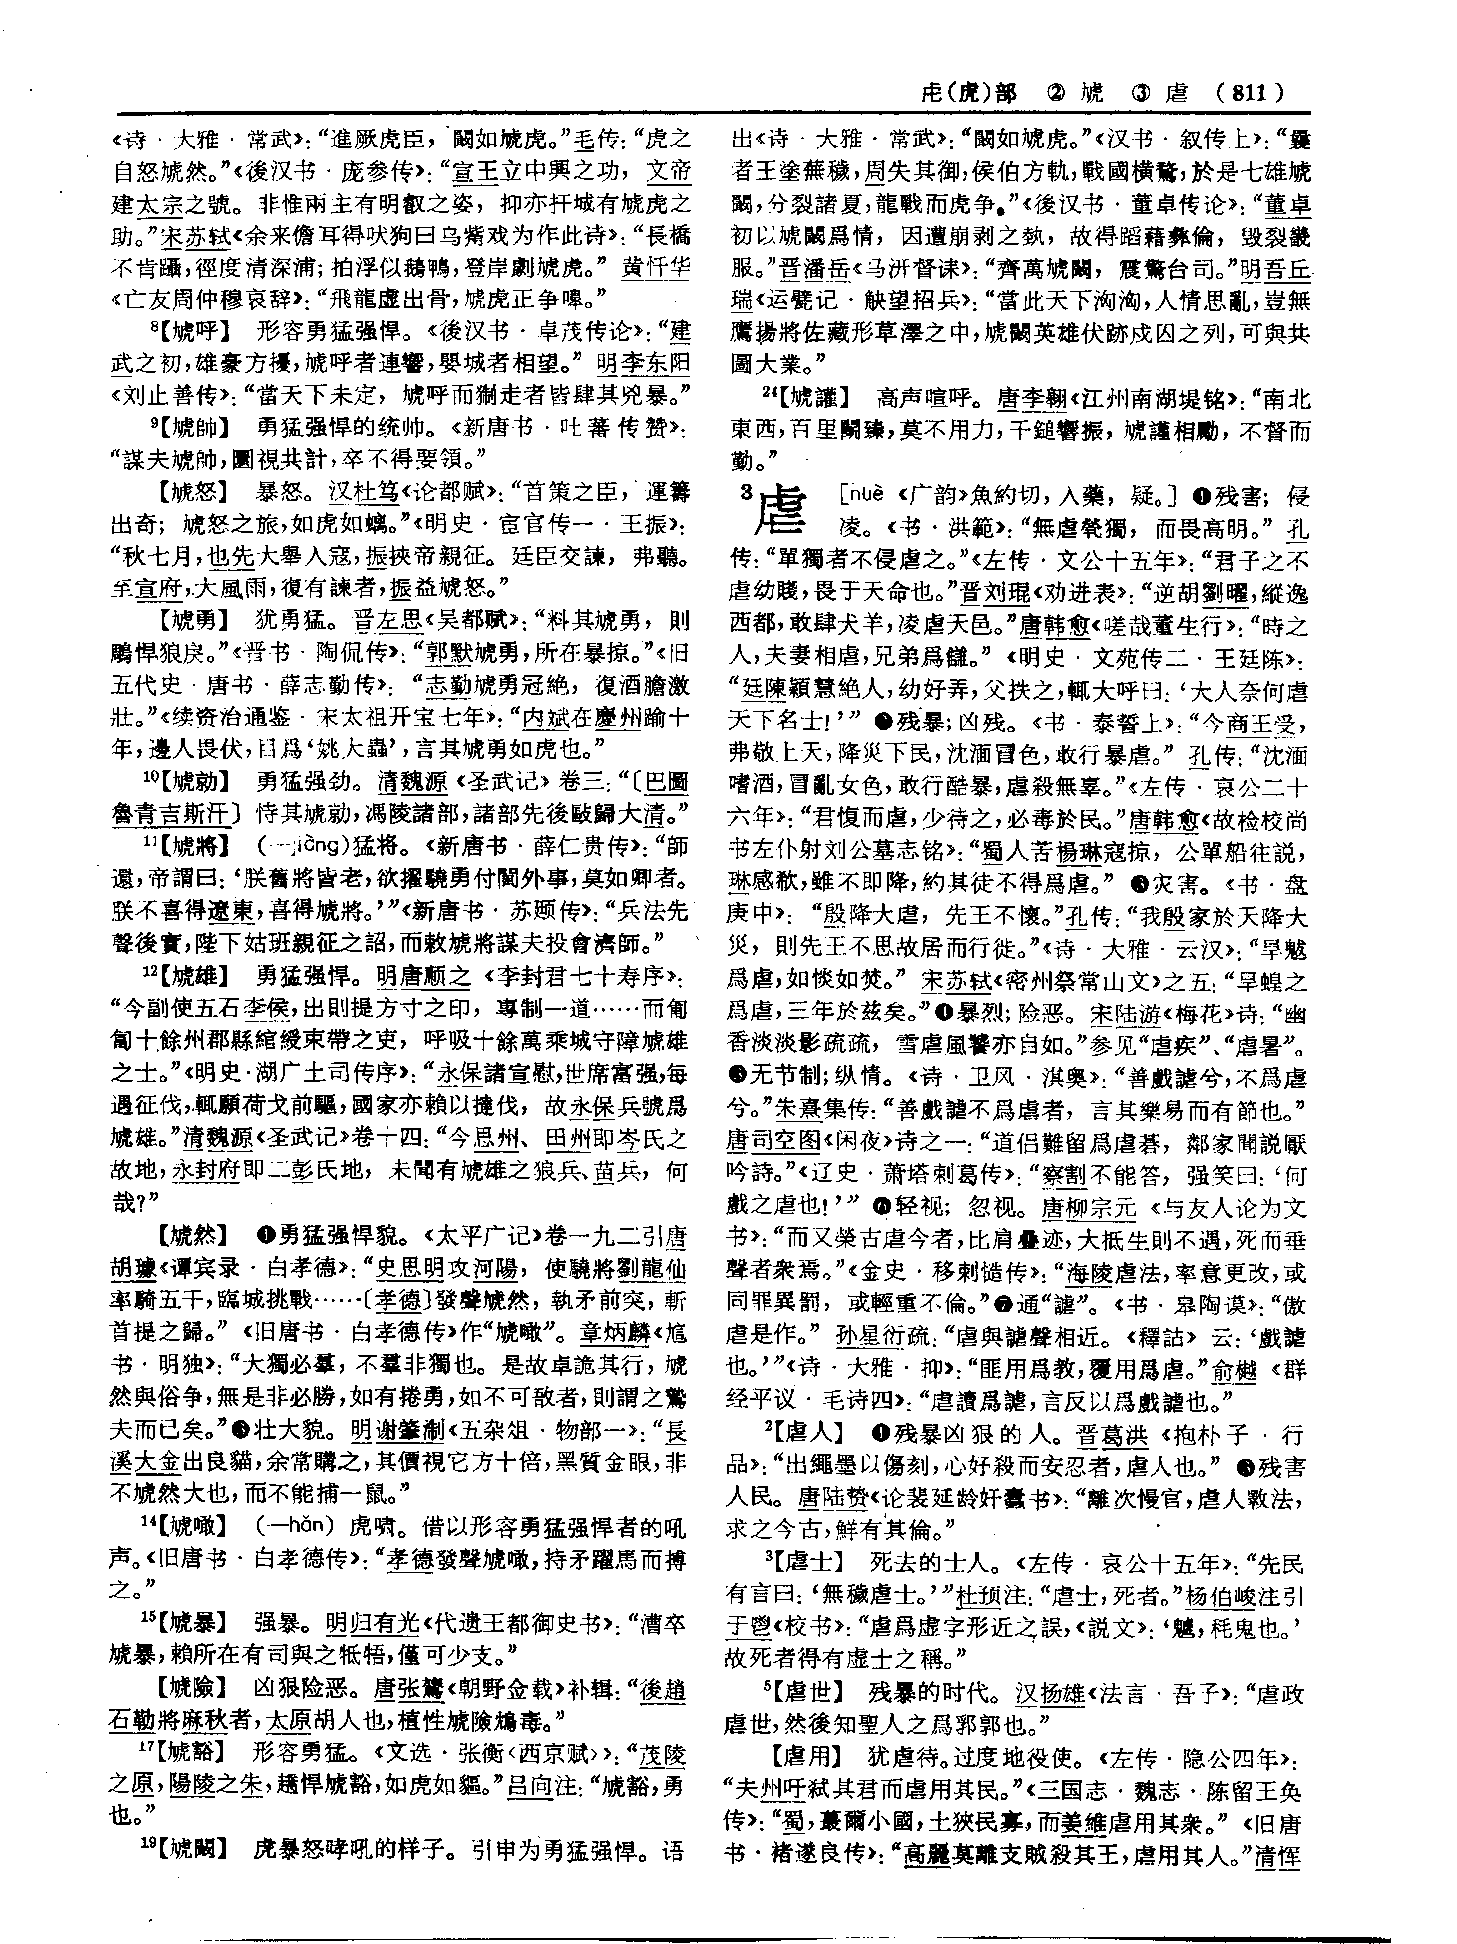 虍(虎)部 ② 虓 ③ 虐 (811)
《诗·大雅·常武》：“進厥虎臣，闞如虓虎。”毛传：“虎之
自怒虓然。”《後汉书·庞参传》：“宣王立中興之功，文帝
建太宗之號。非惟兩主有明叡之姿，抑亦扞城有虓虎之
助。”宋苏轼《余来儋耳得吠狗曰乌觜戏为作此诗》：“長橋
不肯躡，徑度清深浦；拍浮似鵝鴨，登岸劇虓虎。”黄忏华
《亡友周仲穆哀辞》：“飛龍虛出骨，虓虎正争嗥。”
8【虓呼】 形容勇猛强悍。《後汉书·卓茂传论》：“建
武之初，雄豪方擾，虓呼者連響，嬰城者相望。”明李东阳
《刘止善传》：“當天下未定，虓呼而猘走者皆肆其兇暴。”
9【虓帥】 勇猛强悍的统帅。《新唐书·吐蕃传赞》：
“謀夫虓帥，圜視共計，卒不得要領。”
【虓怒】 暴怒。汉杜笃《论都赋》：“首策之臣，運籌
出奇；虓怒之旅，如虎如螭。”《明史·宦官传一·王振》：
“秋七月，也先大舉入寇，振挾帝親征。廷臣交諫，弗聽。
至宣府，大風雨，復有諫者，振益虓怒。”
【虓勇】 犹勇猛。晋左思《吴都赋》：“料其虓勇，則
鵰悍狼戾。”《晋书·陶侃传》：“郭默虓勇，所在暴掠。”《旧
五代史·唐书·薛志勤传》：“志勤虓勇冠絶，復酒膽激
壯。”《续资治通鉴·宋太祖开宝七年》：“内斌在慶州踰十
年，邊人畏伏，目爲‘姚大蟲’，言其虓勇如虎也。”
10【虓勍】 勇猛强劲。清魏源《圣武记》卷三：“〔巴圖
魯青吉斯汗〕恃其虓勍，馮陵諸部，諸部先後敺歸大清。”
11【虓將】 （—jiàng）猛将。《新唐书·薛仁贵传》：“師
還，帝謂曰：‘朕舊將皆老，欲擢驍勇付閫外事，莫如卿者。
朕不喜得遼東，喜得虓將。’”《新唐书·苏颋传》：“兵法先
聲後實，陛下姑班親征之詔，而敕虓將謀夫投會濟師。”
12【虓雄】 勇猛强悍。明唐顺之《李封君七十寿序》：
“今副使五石李侯，出則提方寸之印，專制一道……而匍
匐十餘州郡縣綰綬束帶之吏，呼吸十餘萬乘城守障虓雄
之士。”《明史·湖广土司传序》：“永保諸宣慰，世席富强，每
遇征伐，輒願荷戈前驅，國家亦賴以撻伐，故永保兵號爲
虓雄。”清魏源《圣武记》卷十四：“今思州、田州即岑氏之
故地，永封府即二彭氏地，未聞有虓雄之狼兵、苗兵，何
哉？”
【虓然】 ❶勇猛强悍貌。《太平广记》卷一九二引唐
胡璩《谭宾录·白孝德》：“史思明攻河陽，使驍將劉龍仙
率騎五千，臨城挑戰……〔孝德〕發聲虓然，執矛前突，斬
首提之歸。”《旧唐书·白孝德传》作“虓噉”。章炳麟《訄
书·明独》：“大獨必羣，不羣非獨也。是故卓詭其行，虓
然與俗争，無是非必勝，如有捲勇，如不可敌者，則謂之鷙
夫而已矣。”❷壮大貌。明谢肇淛《五杂俎·物部一》：“長
溪大金出良貓，余常購之，其價視它方十倍，黑質金眼，非
不虓然大也，而不能捕一鼠。”
14【虓噉】 （—hǎn）虎啸。借以形容勇猛强悍者的吼
声。《旧唐书·白孝德传》：“孝德發聲虓噉，持矛躍馬而搏
之。”
15【虓暴】 强暴。明归有光《代遗王都御史书》：“漕卒
虓暴，賴所在有司與之牴牾，僅可少支。”
【虓險】 凶狠险恶。唐张鷟《朝野佥载》补辑：“後趙
石勒將麻秋者，太原胡人也，植性虓險鴆毒。”
17【虓豁】 形容勇猛。《文选·张衡〈西京赋〉》：“茂陵
之原，陽陵之朱，趫悍虓豁，如虎如貙。”吕向注：“虓豁，勇
也。”
19【虓闞】 虎暴怒哮吼的样子。引申为勇猛强悍。语
出《诗·大雅·常武》：“闞如虓虎。”《汉书·叙传上》：“曩
者王塗蕪穢，周失其御，侯伯方軌，戰國横騖，於是七雄虓
闞，分裂諸夏，龍戰而虎争。”《後汉书·董卓传论》：“董卓
初以虓闞爲情，因遭崩剥之埶，故得蹈藉彝倫，毁裂畿
服。”晋潘岳《马汧督诔》：“齊萬虓闞，震驚台司。”明吾丘
瑞《运甓记·觖望招兵》：“當此天下洶洶，人情思亂，豈無
鷹揚將佐藏形草澤之中，虓闞英雄伏跡戍囚之列，可與共
圖大業。”
24【虓讙】 高声喧呼。唐李翱《江州南湖堤铭》：“南北
東西，百里闐臻，莫不用力，千鎚響振，虓讙相勵，不督而
勤。”
3虐 ［nüè 《广韵》魚約切，入藥，疑。］❶残害；侵
凌。《书·洪範》：“無虐煢獨，而畏高明。”孔
传：“單獨者不侵虐之。”《左传·文公十五年》：“君子之不
虐幼賤，畏于天命也。”晋刘琨《劝进表》：“逆胡劉曜，縱逸
西都，敢肆犬羊，凌虐天邑。”唐韩愈《嗟哉董生行》：“時之
人，夫妻相虐，兄弟爲讎。”《明史·文苑传二·王廷陈》：
“廷陳穎慧絶人，幼好弄，父抶之，輒大呼曰：‘大人奈何虐
天下名士！’”❷残暴；凶残。《书·泰誓上》：“今商王受，
弗敬上天，降災下民，沈湎冒色，敢行暴虐。”孔传：“沈湎
嗜酒，冒亂女色，敢行酷暴，虐殺無辜。”《左传·哀公二十
六年》：“君愎而虐，少待之，必毒於民。”唐韩愈《故检校尚
书左仆射刘公墓志铭》：“蜀人苦楊琳寇掠，公單船往説，
琳感欷，雖不即降，約其徒不得爲虐。”❸灾害。《书·盘
庚中》：“殷降大虐，先王不懷。”孔传：“我殷家於天降大
災，則先王不思故居而行徙。”《诗·大雅·云汉》：“旱魃
爲虐，如惔如焚。”宋苏轼《密州祭常山文》之五：“旱蝗之
爲虐，三年於兹矣。”❹暴烈；险恶。宋陆游《梅花》诗：“幽
香淡淡影疏疏，雪虐風饕亦自如。”参见“虐疾”、“虐暑”。
❺无节制；纵情。《诗·卫风·淇奥》：“善戲謔兮，不爲虐
兮。”朱熹集传：“善戲謔不爲虐者，言其樂易而有節也。”
唐司空图《闲夜》诗之一：“道侣難留爲虐棊，鄰家聞説厭
吟詩。”《辽史·萧塔剌葛传》：“察割不能答，强笑曰：‘何
戲之虐也！’”❻轻视；忽视。唐柳宗元《与友人论为文
书》：“而又榮古虐今者，比肩疊迹，大抵生則不遇，死而垂
聲者衆焉。”《金史·移剌慥传》：“海陵虐法，率意更改，或
同罪異罰，或輕重不倫。”❼通“謔”。《书·皋陶谟》：“傲
虐是作。”孙星衍疏：“虐與謔聲相近。《釋詁》云：‘戲謔
也。’”《诗·大雅·抑》：“匪用爲教，覆用爲虐。”俞樾《群
经平议·毛诗四》：“虐讀爲謔，言反以爲戲謔也。”
2【虐人】 ❶残暴凶狠的人。晋葛洪《抱朴子·行
品》：“出繩墨以傷刻，心好殺而安忍者，虐人也。”❷残害
人民。唐陆贽《论裴延龄奸蠹书》：“離次慢官，虐人斁法，
求之今古，鮮有其倫。”
3【虐士】 死去的士人。《左传·哀公十五年》：“先民
有言曰：‘無穢虐士。’”杜预注：“虐士，死者。”杨伯峻注引
于鬯《校书》：“虐爲虚字形近之誤，《説文》：‘魖，秏鬼也。’
故死者得有虚士之稱。”
5【虐世】 残暴的时代。汉扬雄《法言·吾子》：“虐政
虐世，然後知聖人之爲郛郭也。”
【虐用】 犹虐待。过度地役使。《左传·隐公四年》：
“夫州吁弑其君而虐用其民。”《三国志·魏志·陈留王奂
传》：“蜀，蕞爾小國，土狹民寡，而姜維虐用其衆。”《旧唐
书·褚遂良传》：“高麗莫離支賊殺其王，虐用其人。”清恽